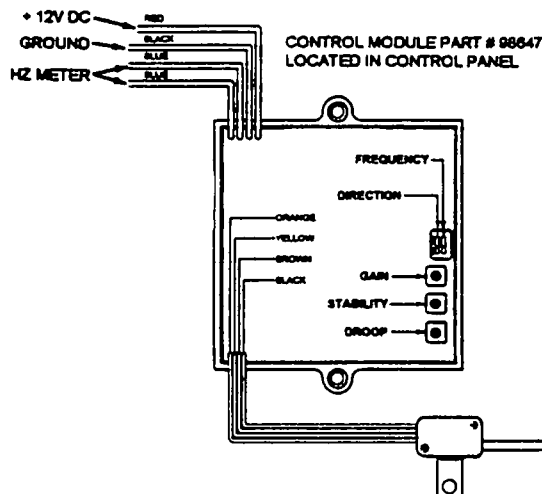 + 12V DC
RED
GROUND
BLACK
BLUE
HZ METER
BLUE
CONTROL MODULE PART # 98647
LOCATED IN CONTROL PANEL
FREQUENCY
DIRECTION
ORANGE
YELLOW
BROWN
BLACK
GAIN
STABILITY
DROOP